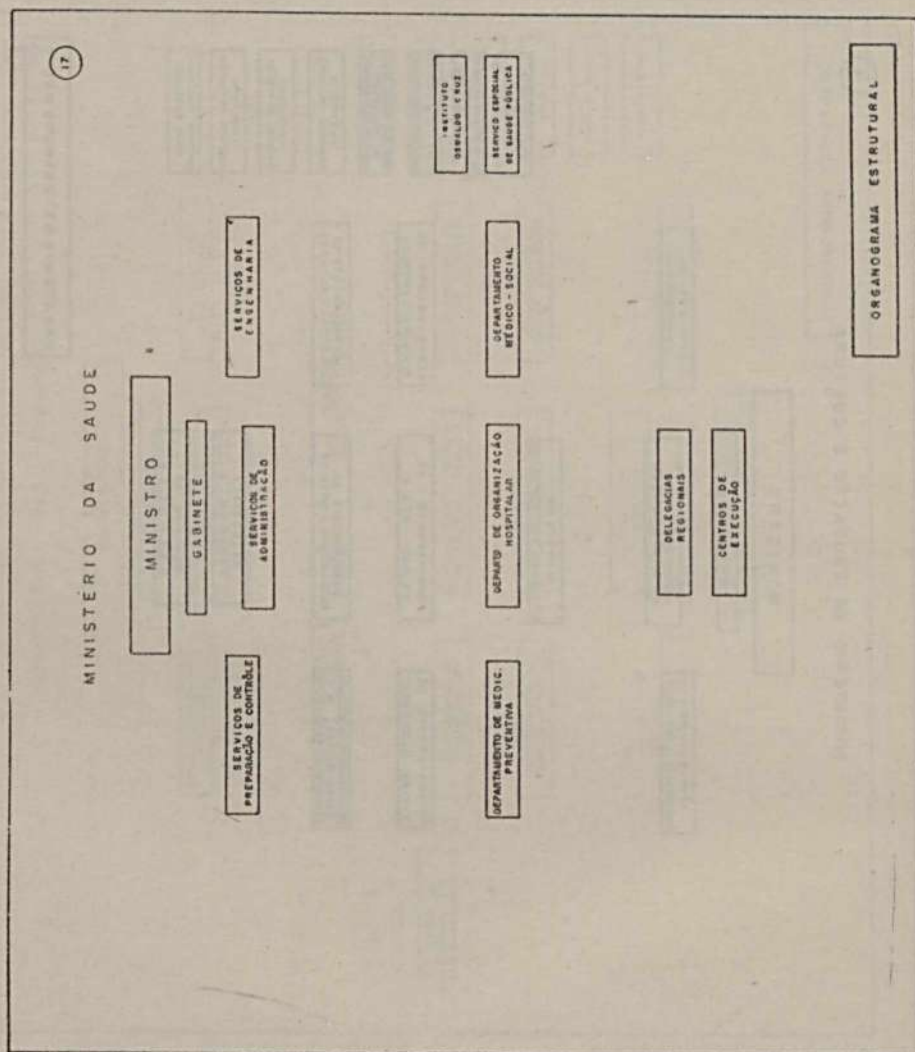 17
MINISTÉRIO DA SAUDE
MINISTRO
GABINETE
SERVIÇOS DE
PREPARAÇÃO E CONTRÔLE
SERVIÇOS DE
ADMINISTRAÇÃO
SERVIÇOS DE
ENGENHARIA
INSTITUTO
OSWALDO CRUZ
SERVIÇO ESPECIAL
DE SAUDE PÚBLICA
DEPARTAMENTO DE MEDIC.
PREVENTIVA
DEPARTº DE ORGANIZAÇÃO
HOSPITALAR
DEPARTAMENTO
MÉDICO - SOCIAL
DELEGACIAS
REGIONAIS
CENTROS DE
EXECUÇÃO
ORGANOGRAMA ESTRUTURAL